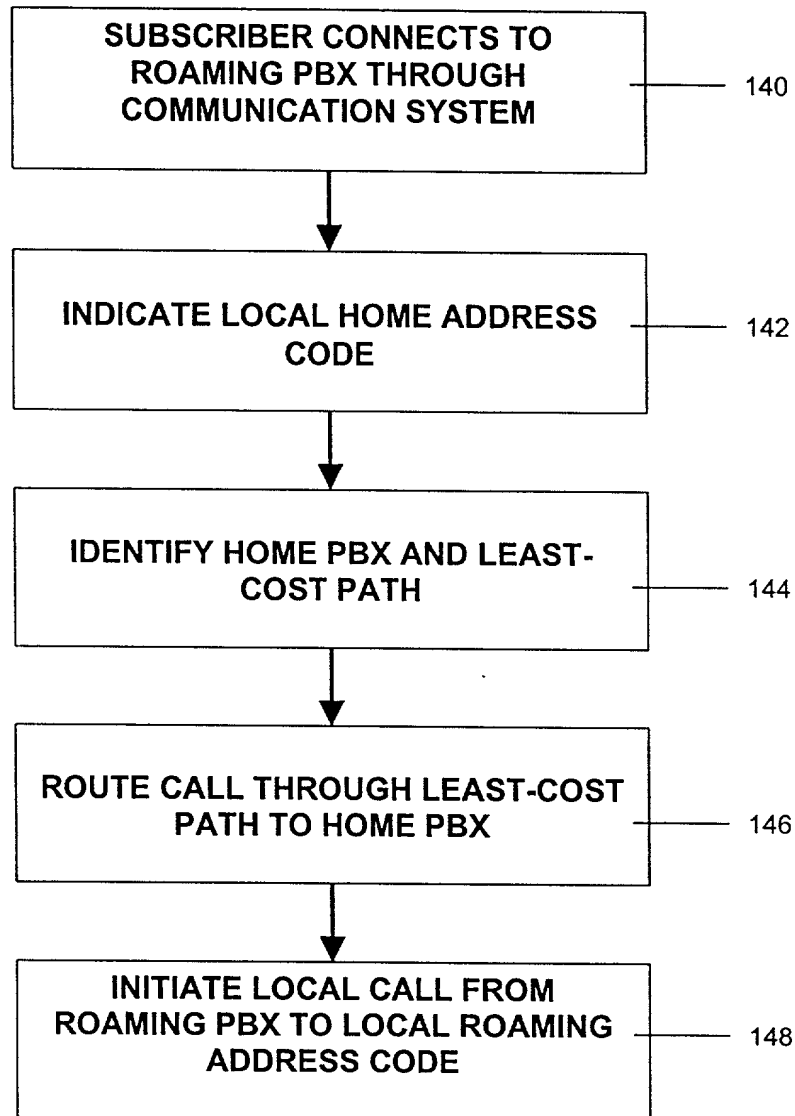 SUBSCRIBER CONNECTS TO
ROAMING PBX THROUGH
COMMUNICATION SYSTEM
140
INDICATE LOCAL HOME ADDRESS
CODE
142
IDENTIFY HOME PBX AND LEAST-
COST PATH
144
ROUTE CALL THROUGH LEAST-COST
PATH TO HOME PBX
146
INITIATE LOCAL CALL FROM
ROAMING PBX TO LOCAL ROAMING
ADDRESS CODE
148